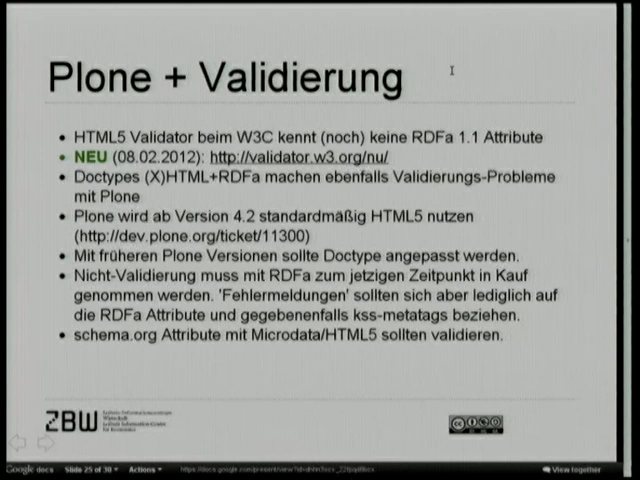 Plone + Validierung
• HTML5 Validator beim W3C kennt (noch) keine RDFa 1.1 Attribute
• NEU (08.02.2012): http://validator.w3.org/nu/
• Doctypes (X)HTML+RDFa machen ebenfalls Validierungs-Probleme
mit Plone
• Plone wird ab Version 4.2 standardmäßig HTML5 nutzen
(http://dev.plone.org/ticket/11300)
• Mit früheren Plone Versionen sollte Doctype angepasst werden.
• Nicht-Validierung muss mit RDFa zum jetzigen Zeitpunkt in Kauf
genommen werden. 'Fehlermeldungen' sollten sich aber lediglich auf
die RDFa Attribute und gegebenenfalls kss-metatags beziehen.
• schema.org Attribute mit Microdata/HTML5 sollten validieren.
ZBW
Google docs Slide 25 of 30 Actions View together